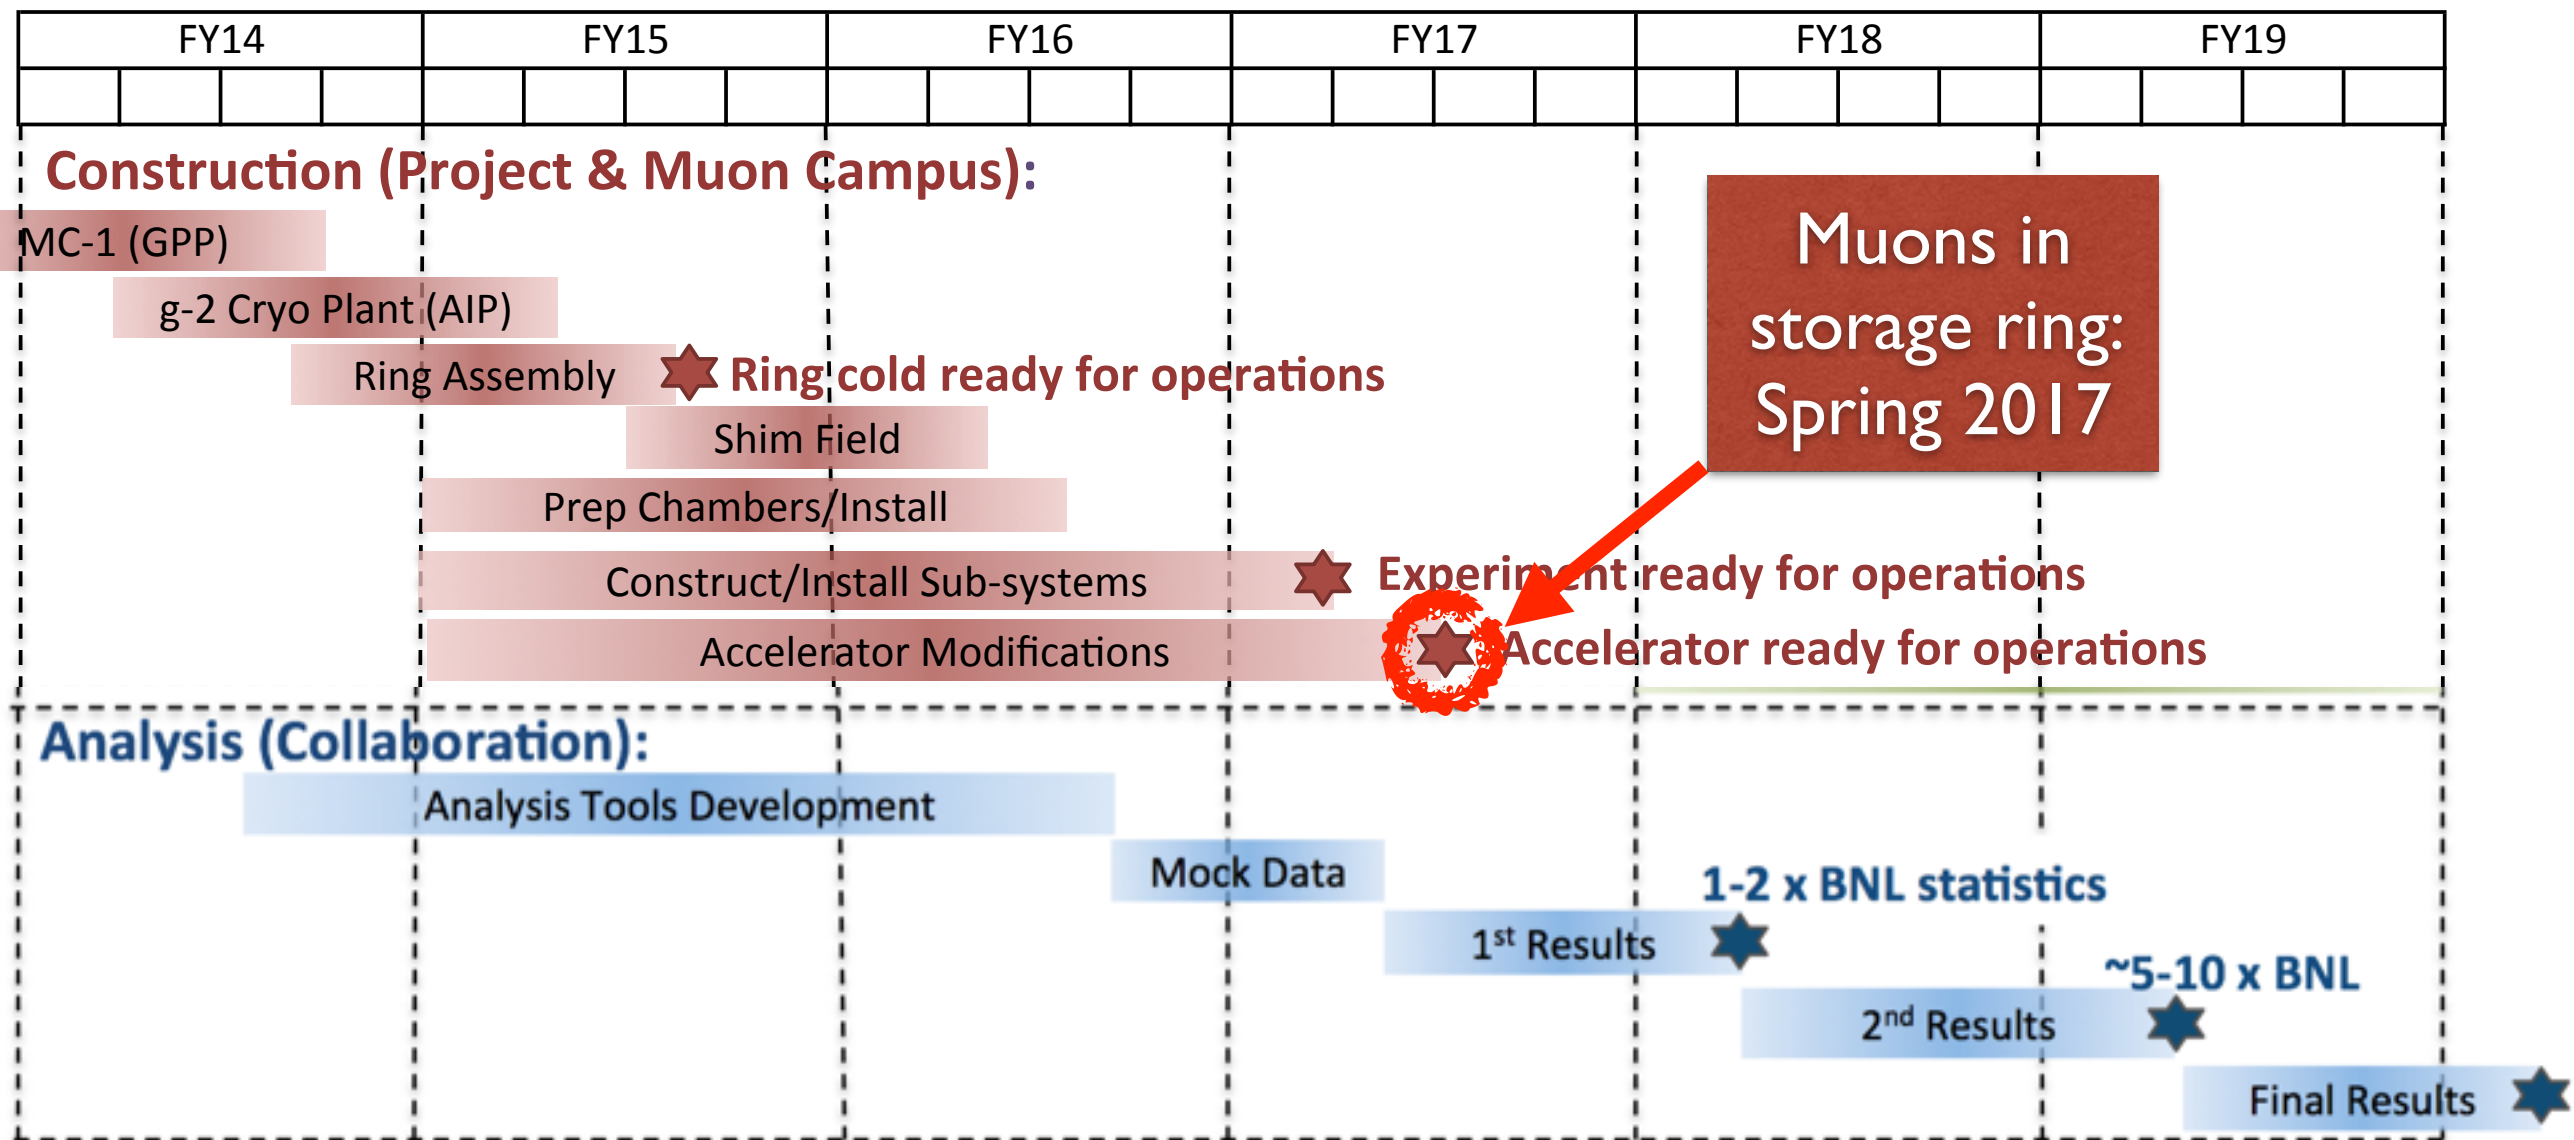 FY14 FY15 FY16 FY17 FY18 FY19
Construction (Project & Muon Campus):
MC-1 (GPP)
g-2 Cryo Plant (AIP)
Ring Assembly
Ring cold ready for operations
Shim Field
Prep Chambers/Install
Construct/Install Sub-systems
Experiment ready for operations
Accelerator Modifications
Accelerator ready for operations
Muons in
storage ring:
Spring 2017
Analysis (Collaboration):
Analysis Tools Development
Mock Data
1st Results
1-2 x BNL statistics
2nd Results
~5-10 x BNL
Final Results